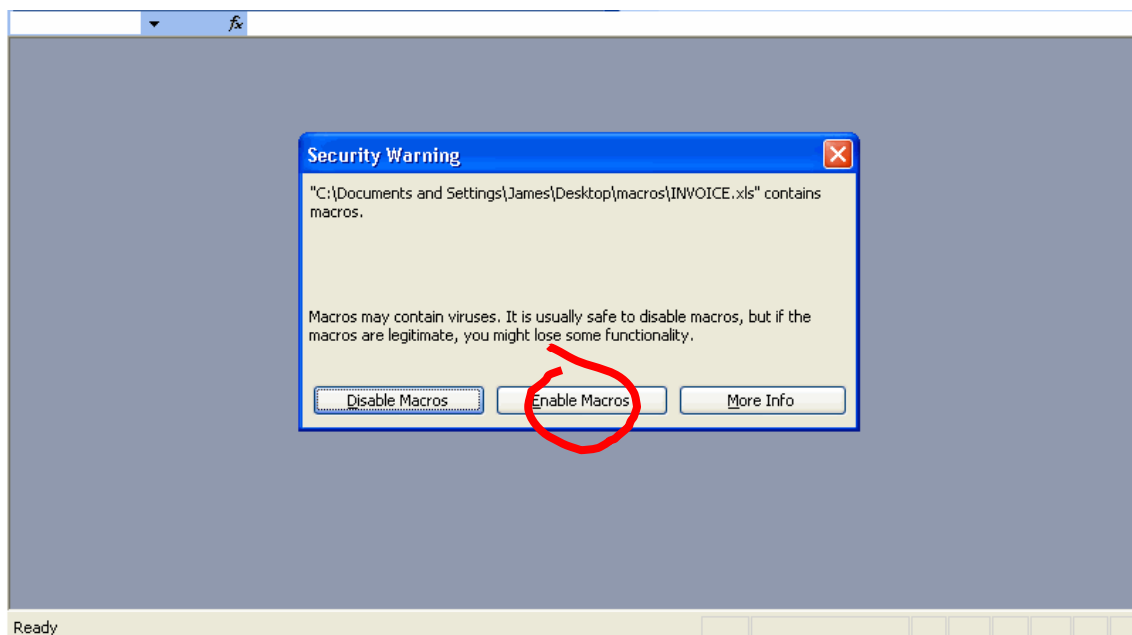 fx
Security Warning
"C:\Documents and Settings\James\Desktop\macros\INVOICE.xls" contains
macros.
Macros may contain viruses. It is usually safe to disable macros, but if the
macros are legitimate, you might lose some functionality.
Disable Macros Enable Macros More Info
Ready